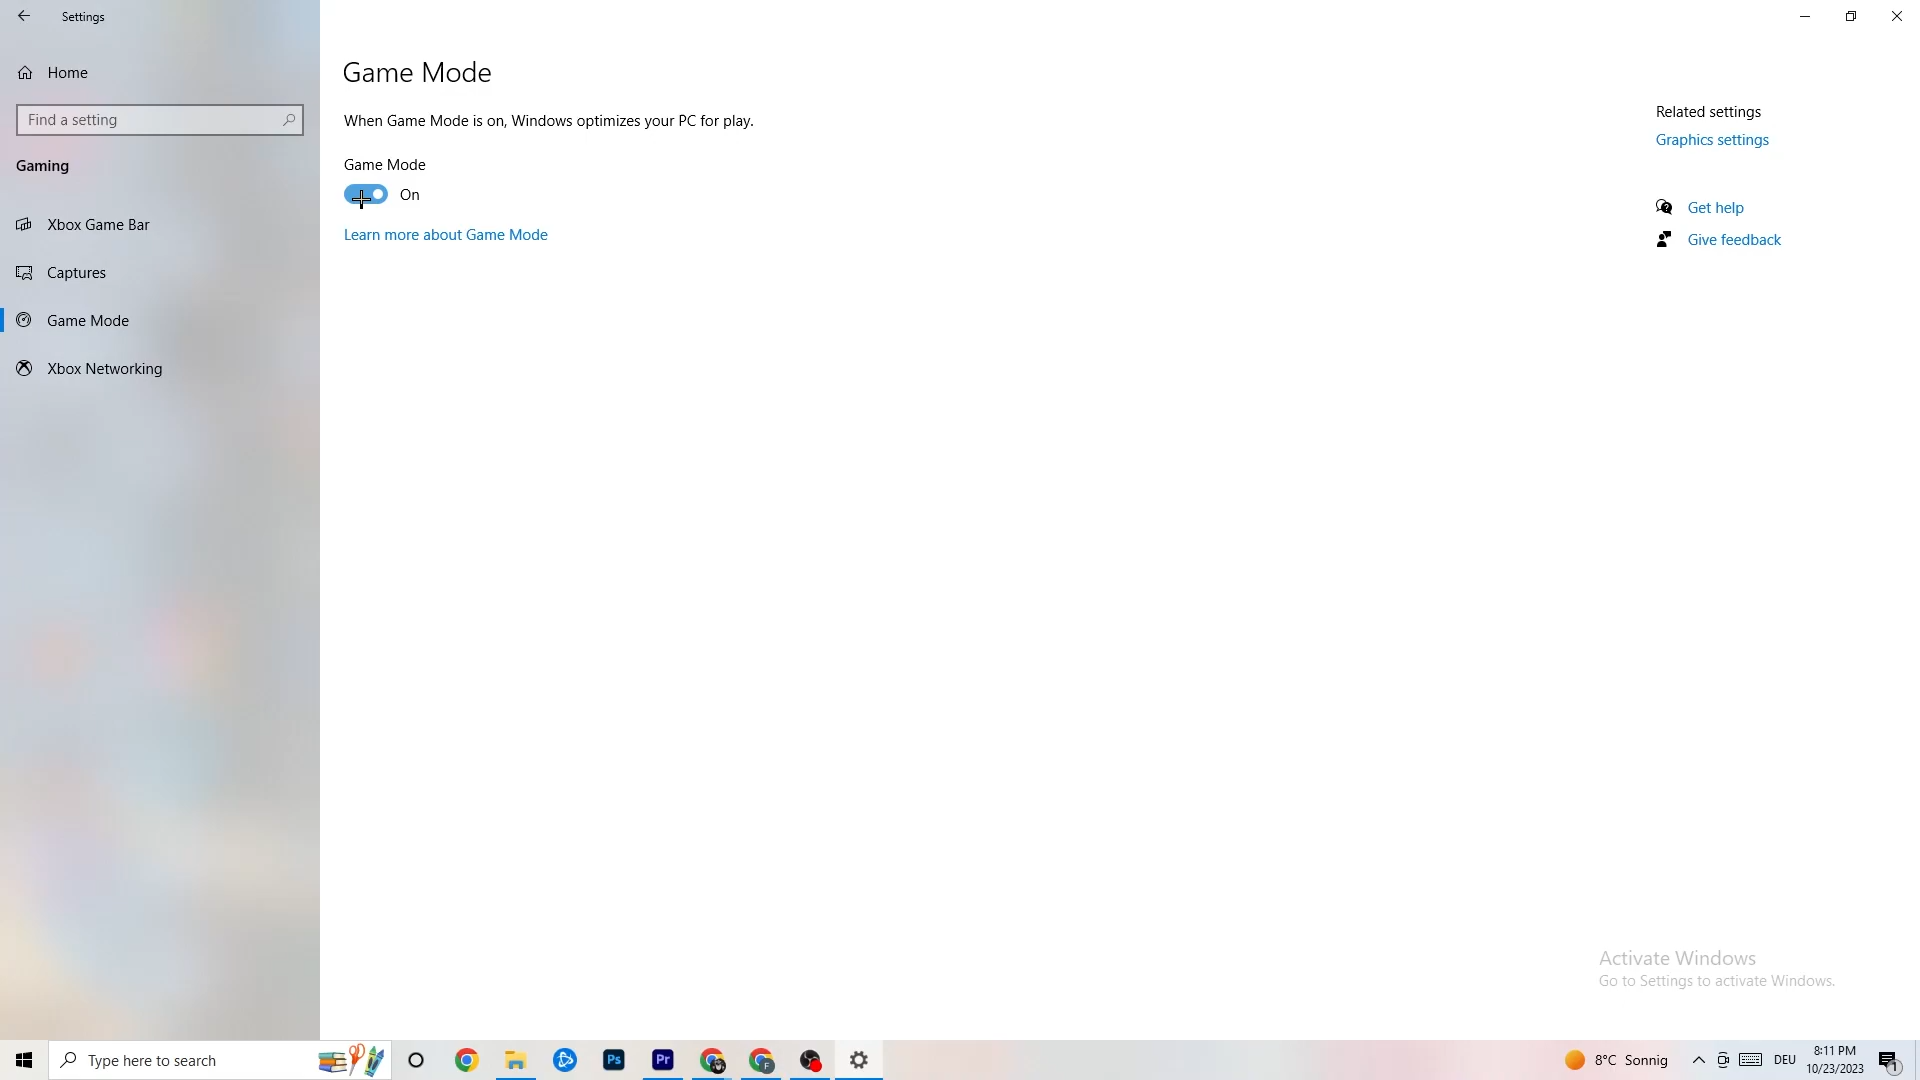 Settings
Home
Find a setting
Gaming
Xbox Game Bar
Captures
Game Mode
Xbox Networking
Game Mode
When Game Mode is on, Windows optimizes your PC for play.
Game Mode
On
Learn more about Game Mode
Related settings
Graphics settings
Get help
Give feedback
Activate Windows
Go to Settings to activate Windows.
Type here to search
Ps
Pr
F
8°C Sonnig
DEU
8:11 PM
10/23/2023
1